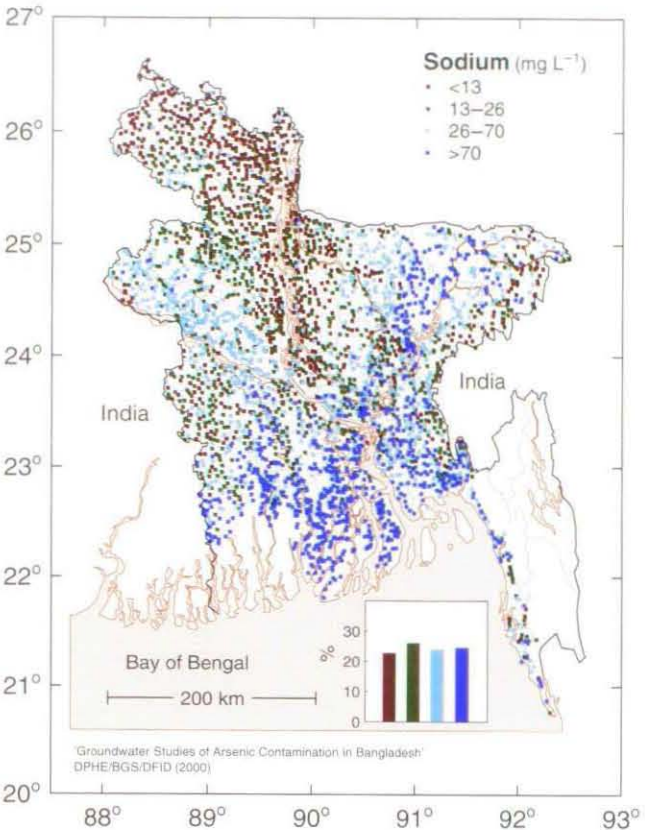 27°
26°
25°
24°
23°
22°
21°
20°
Sodium (mg L⁻¹)
<13
13–26
26–70
>70
India
India
Bay of Bengal
200 km
%
30
20
10
0
'Groundwater Studies of Arsenic Contamination in Bangladesh'
DPHE/BGS/DFID (2000)
88° 89° 90° 91° 92° 93°